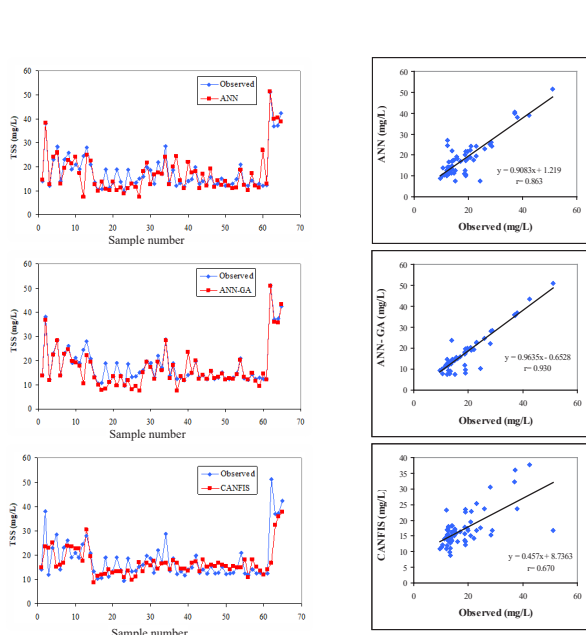 60
50
40
30
20
10
0
TSS (mg/L)
Observed
ANN
0 10 20 30 40 50 60 70
Sample number
60
50
40
30
20
10
0
ANN (mg/L)
y = 0.9083x + 1.219
r= 0.863
0 20 40 60
Observed (mg/L)
60
50
40
30
20
10
0
TSS (mg/L)
Observed
ANN-GA
0 10 20 30 40 50 60 70
Sample number
60
50
40
30
20
10
0
ANN- GA (mg/L)
y = 0.9635x - 0.6528
r= 0.930
0 20 40 60
Observed (mg/L)
60
50
40
30
20
10
0
TSS (mg/L)
Observed
CANFIS
0 10 20 30 40 50 60 70
Sample number
40
35
30
25
20
15
10
5
0
CANFIS (mg/L)
y = 0.457x + 8.7363
r= 0.670
0 20 40 60
Observed (mg/L)